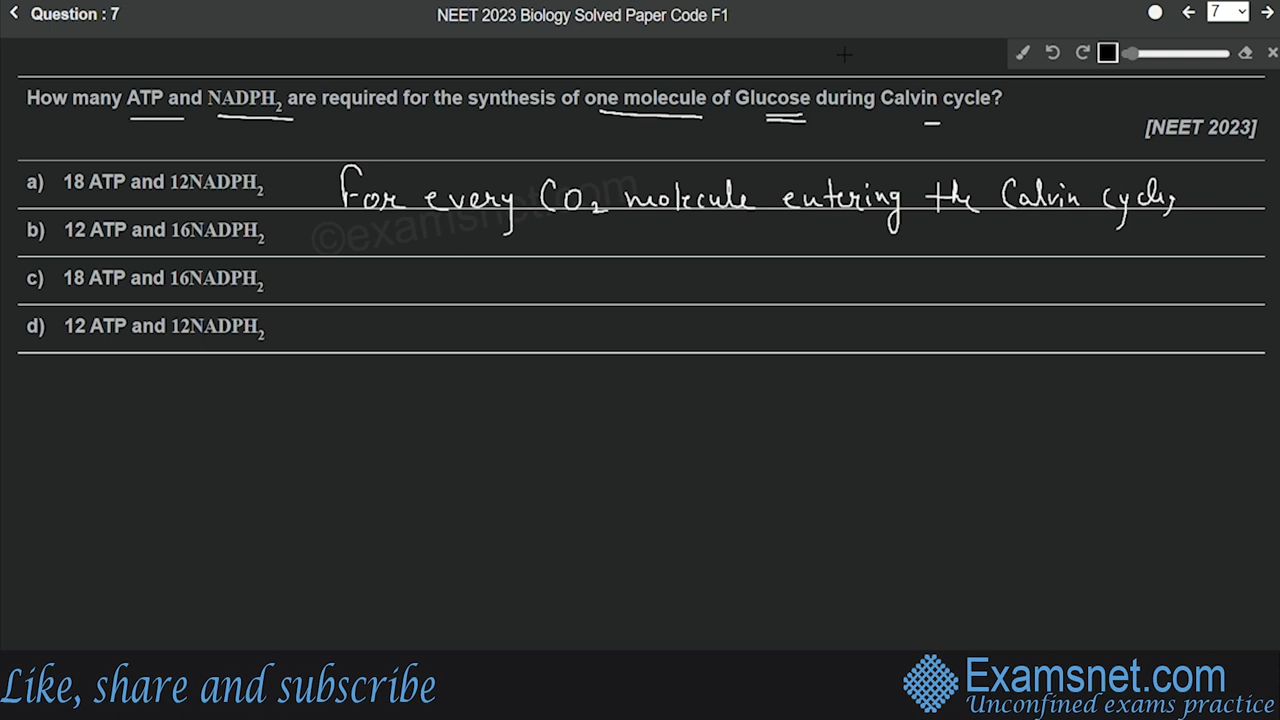 Question : 7
NEET 2023 Biology Solved Paper Code F1
7
How many ATP and NADPH₂ are required for the synthesis of one molecule of Glucose during Calvin cycle?
[NEET 2023]
a) 18 ATP and 12NADPH₂
For every CO₂ molecule entering the Calvin cycle,
©examsnet.com
b) 12 ATP and 16NADPH₂
c) 18 ATP and 16NADPH₂
d) 12 ATP and 12NADPH₂
Like, share and subscribe
Examsnet.com
Unconfined exams practice